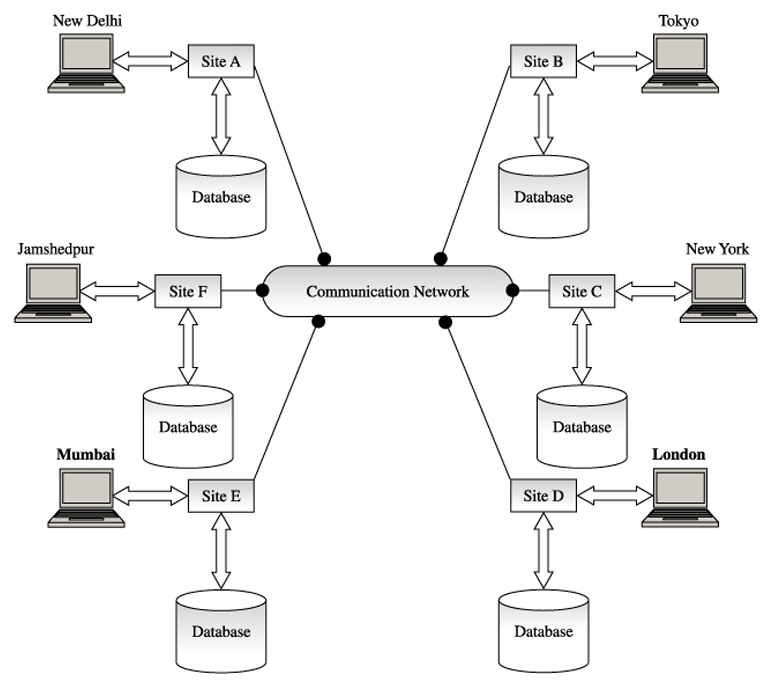 New Delhi
Tokyo
Site A
Site B
Database
Database
Jamshedpur
New York
Site F
Communication Network
Site C
Database
Database
Mumbai
London
Site E
Site D
Database
Database